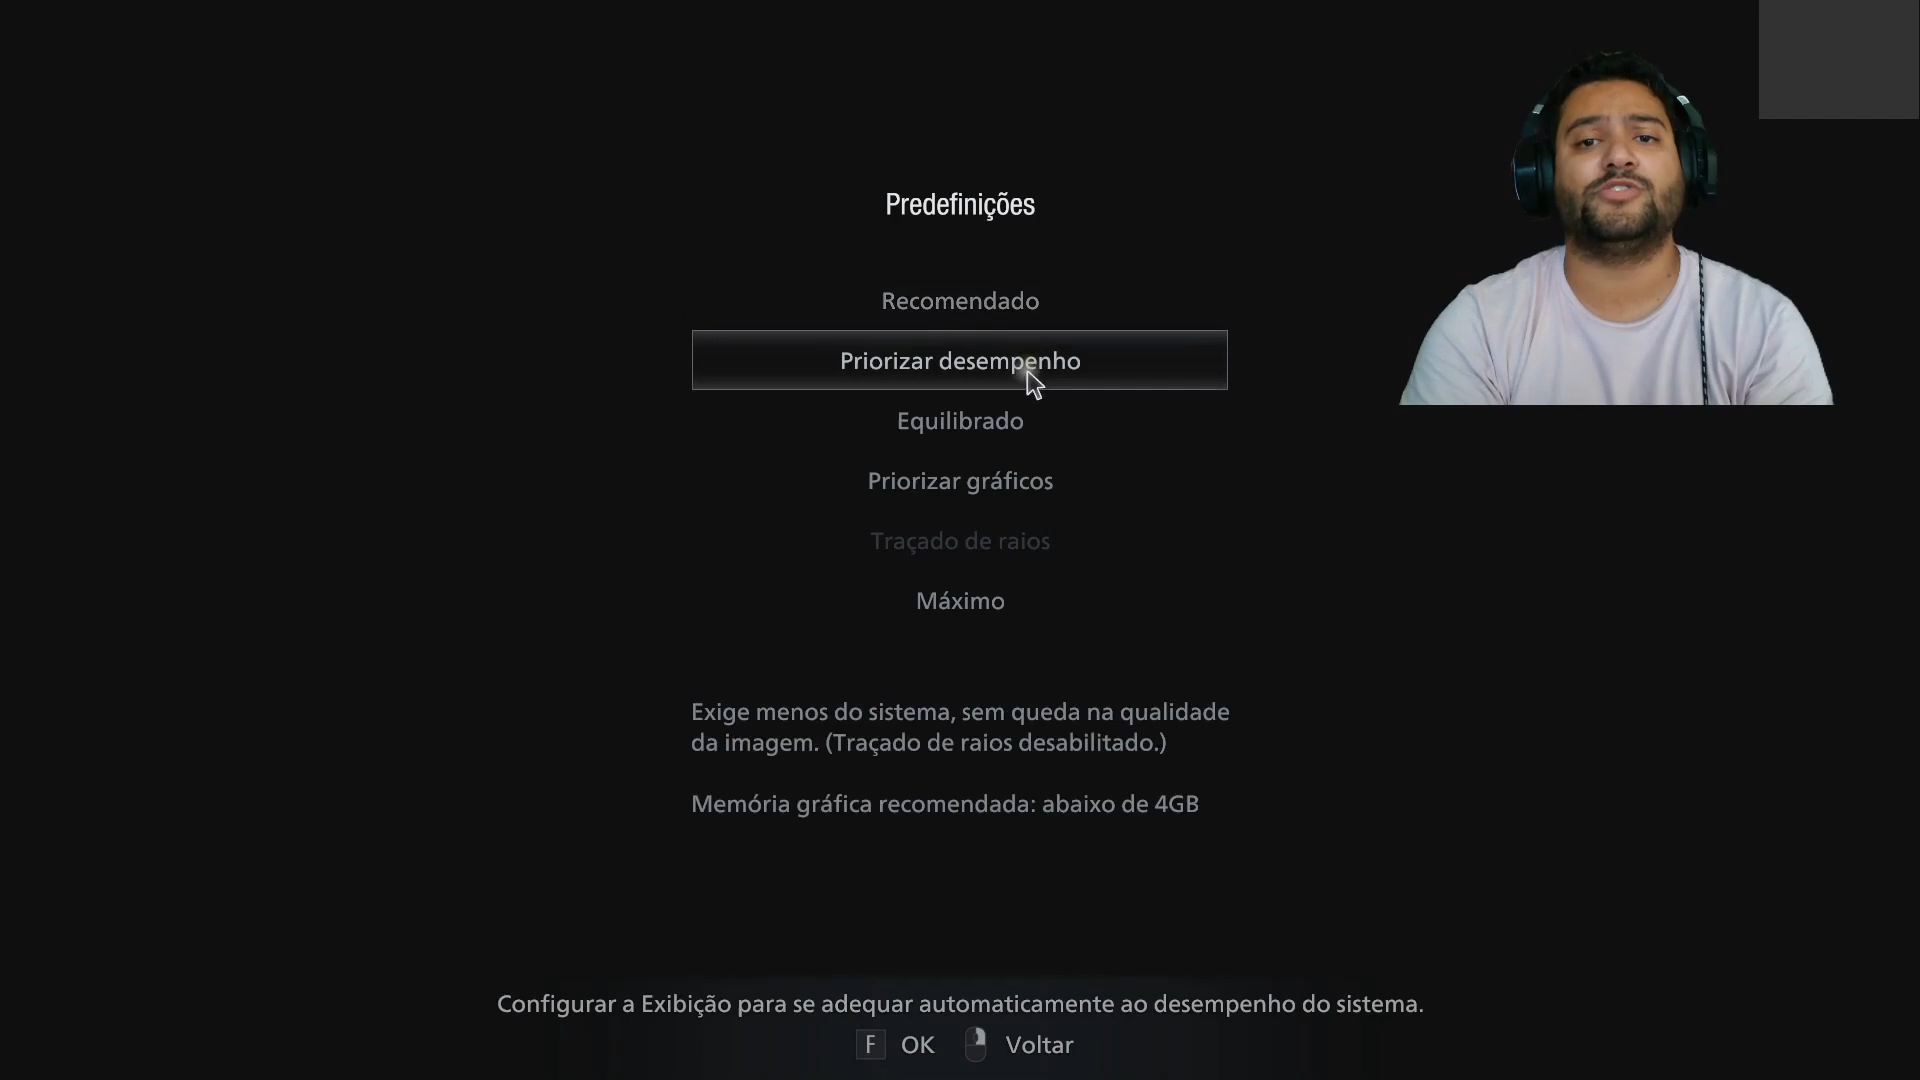 Predefinições
Recomendado
Priorizar desempenho
Equilibrado
Priorizar gráficos
Traçado de raios
Máximo
Exige menos do sistema, sem queda na qualidade
da imagem. (Traçado de raios desabilitado.)
Memória gráfica recomendada: abaixo de 4GB
Configurar a Exibição para se adequar automaticamente ao desempenho do sistema.
F OK Voltar